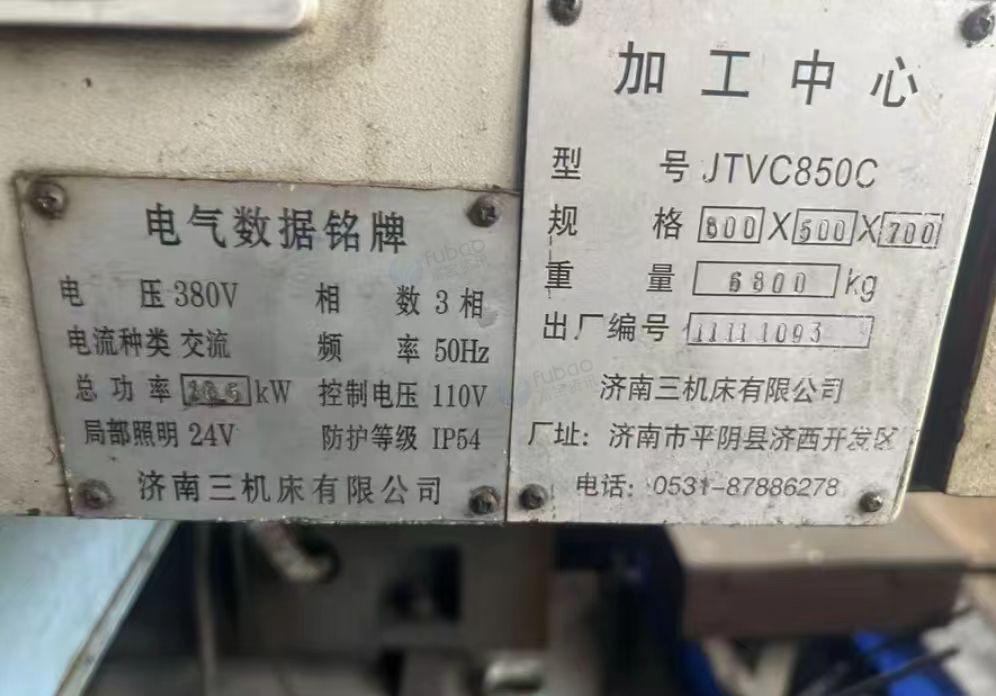 电气数据铭牌
电压 380V 相数 3相
电流种类 交流 频率 50Hz
总功率 kW 控制电压 110V
局部照明 24V 防护等级 IP54
济南三机床有限公司
加工中心
型号 JTVC850C
规格 800X500X700
重量 6800 kg
出厂编号 11111093
济南三机床有限公司
厂址：济南市平阴县济西开发区
电话：0531-87886278
fubao
fubao